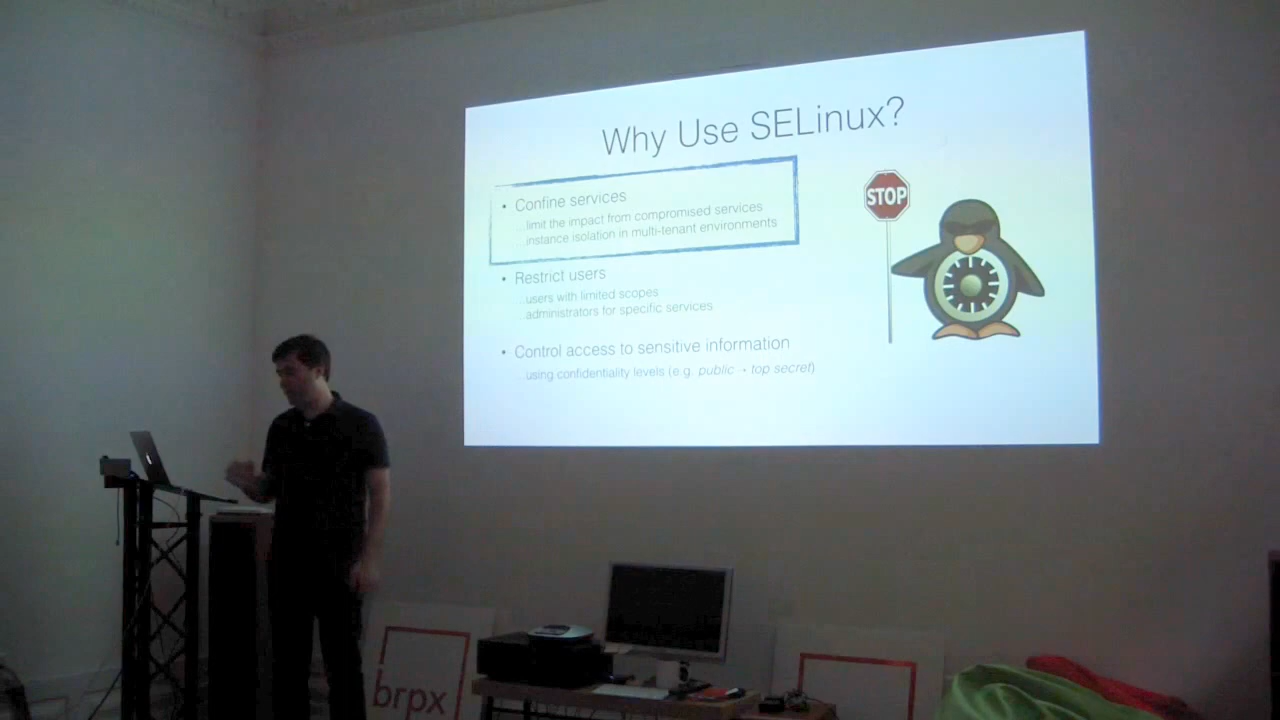 Why Use SELinux?
• Confine services
...limit the impact from compromised services
...instance isolation in multi-tenant environments
• Restrict users
...users with limited scopes
...administrators for specific services
• Control access to sensitive information
...using confidentiality levels (e.g. public → top secret)
STOP
brpx